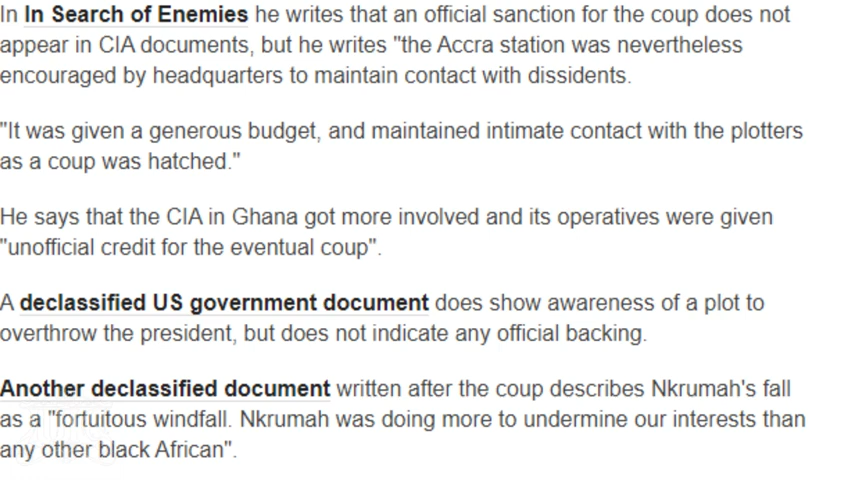 In In Search of Enemies he writes that an official sanction for the coup does not
appear in CIA documents, but he writes "the Accra station was nevertheless
encouraged by headquarters to maintain contact with dissidents.
"It was given a generous budget, and maintained intimate contact with the plotters
as a coup was hatched."
He says that the CIA in Ghana got more involved and its operatives were given
"unofficial credit for the eventual coup".
A declassified US government document does show awareness of a plot to
overthrow the president, but does not indicate any official backing.
Another declassified document written after the coup describes Nkrumah's fall
as a "fortuitous windfall. Nkrumah was doing more to undermine our interests than
any other black African".